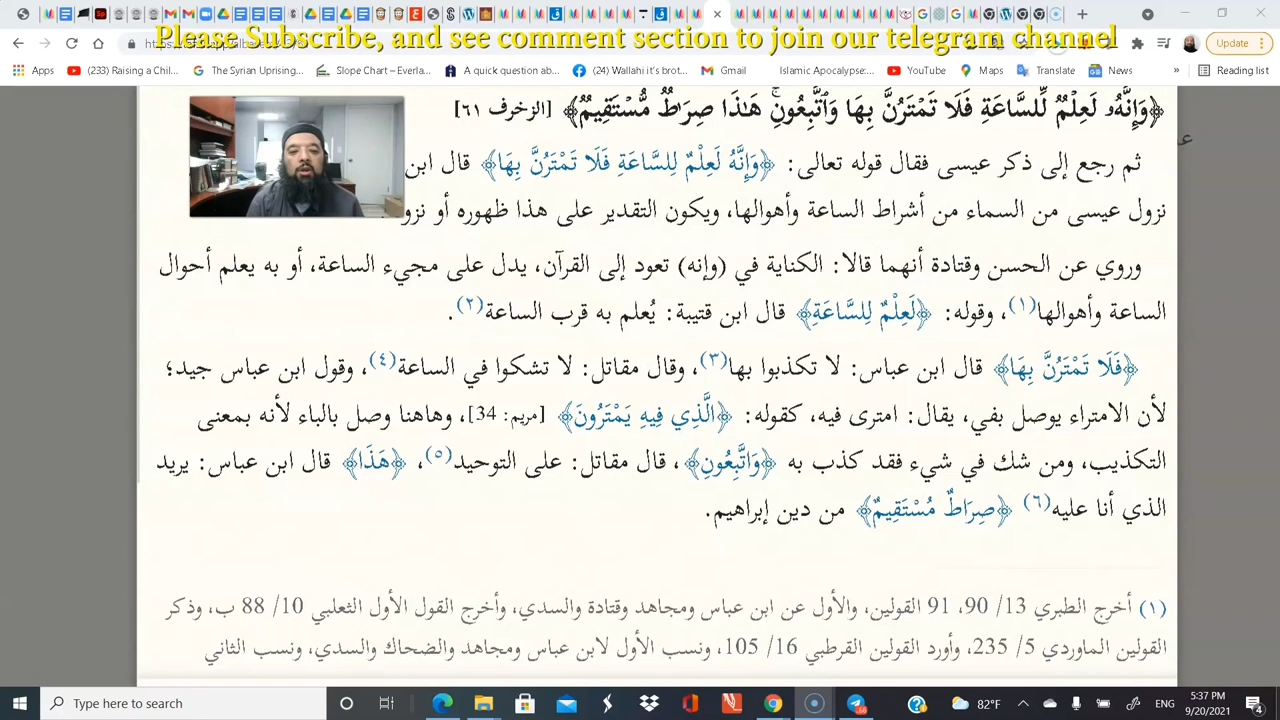 Please Subscribe, and see comment section to join our telegram channel
Update
Apps
(233) Raising a Chil...
The Syrian Uprising...
Slope Chart – Everla...
A quick question ab...
(24) Wallahi it's brot...
Gmail
Islamic Apocalypse:...
YouTube
Maps
Translate
News
»
Reading list
﴿وَإِنَّهُۥ لَعِلْمٌ لِّلسَّاعَةِ فَلَا تَمْتَرُنَّ بِهَا وَٱتَّبِعُونِۚ هَـٰذَا صِرَ ٰ⁠طٌ مُّسْتَقِيمٌ﴾ [الزخرف ٦١]
ثم رجع إلى ذكر عيسى فقال قوله تعالى: ﴿وَإِنَّهُ لَعِلْمٌ لِلسَّاعَةِ فَلَا تَمْتَرُنَّ بِهَا﴾ قال ابن
نزول عيسى من السماء من أشراط الساعة وأهوالها، ويكون التقدير على هذا ظهوره أو نزو
وروي عن الحسن وقتادة أنهما قالا: الكناية في (وإنه) تعود إلى القرآن، يدل على مجيء الساعة، أو به يعلم أحوال
الساعة وأهوالها(١)، وقوله: ﴿لَعِلْمٌ لِلسَّاعَةِ﴾ قال ابن قتيبة: يُعلم به قرب الساعة(٢).
﴿فَلَا تَمْتَرُنَّ بِهَا﴾ قال ابن عباس: لا تكذبوا بها(٣)، وقال مقاتل: لا تشكوا في الساعة(٤)، وقول ابن عباس جيد؛
لأن الامتراء يوصل بفي، يقال: امترى فيه، كقوله: ﴿الَّذِي فِيهِ يَمْتَرُونَ﴾ [مريم: 34]، وهاهنا وصل بالباء لأنه بمعنى
التكذيب، ومن شك في شيء فقد كذب به ﴿وَاتَّبِعُونِ﴾، قال مقاتل: على التوحيد(٥)، ﴿هَذَا﴾ قال ابن عباس: يريد
الذي أنا عليه(٦) ﴿صِرَاطٌ مُسْتَقِيمٌ﴾ من دين إبراهيم.
(١) أخرج الطبري 13/ 90، 91 القولين، والأول عن ابن عباس ومجاهد وقتادة والسدي، وأخرج القول الأول الثعلبي 10/ 88 ب، وذكر
القولين الماوردي 5/ 235، وأورد القولين القرطبي 16/ 105، ونسب الأول لابن عباس ومجاهد والضحاك والسدي، ونسب الثاني
Type here to search
82°F
ENG
5:37 PM
9/20/2021